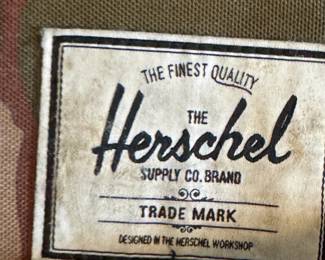 THE FINEST QUALITY
THE
Herschel
SUPPLY CO. BRAND
TRADE MARK
DESIGNED IN THE HERSCHEL WORKSHOP